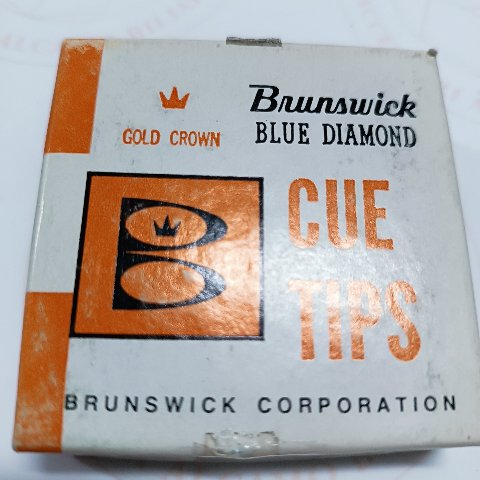 Brunswick
GOLD CROWN
BLUE DIAMOND
CUE
TIPS
BRUNSWICK CORPORATION